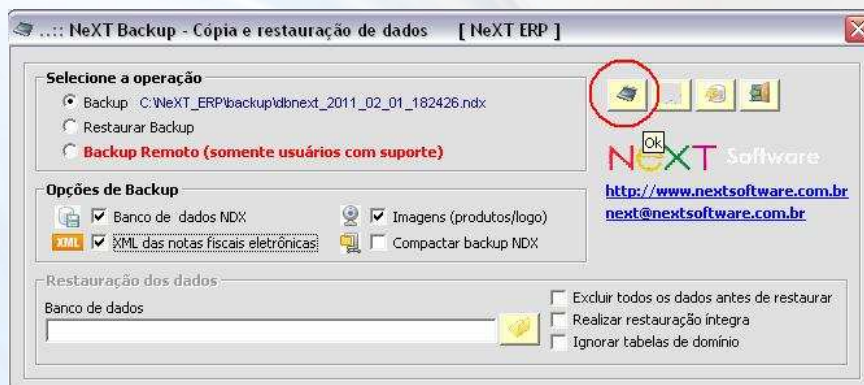 ..:: NeXT Backup - Cópia e restauração de dados [ NeXT ERP ]
Selecione a operação
Backup C:\NeXT_ERP\backup\dbnext_2011_02_01_182426.ndx
Restaurar Backup
Backup Remoto (somente usuários com suporte)
Ok
NeXT Software
http://www.nextsoftware.com.br
next@nextsoftware.com.br
Opções de Backup
Banco de dados NDX
Imagens (produtos/logo)
XML
XML das notas fiscais eletrônicas
Compactar backup NDX
Restauração dos dados
Banco de dados
Excluir todos os dados antes de restaurar
Realizar restauração íntegra
Ignorar tabelas de domínio